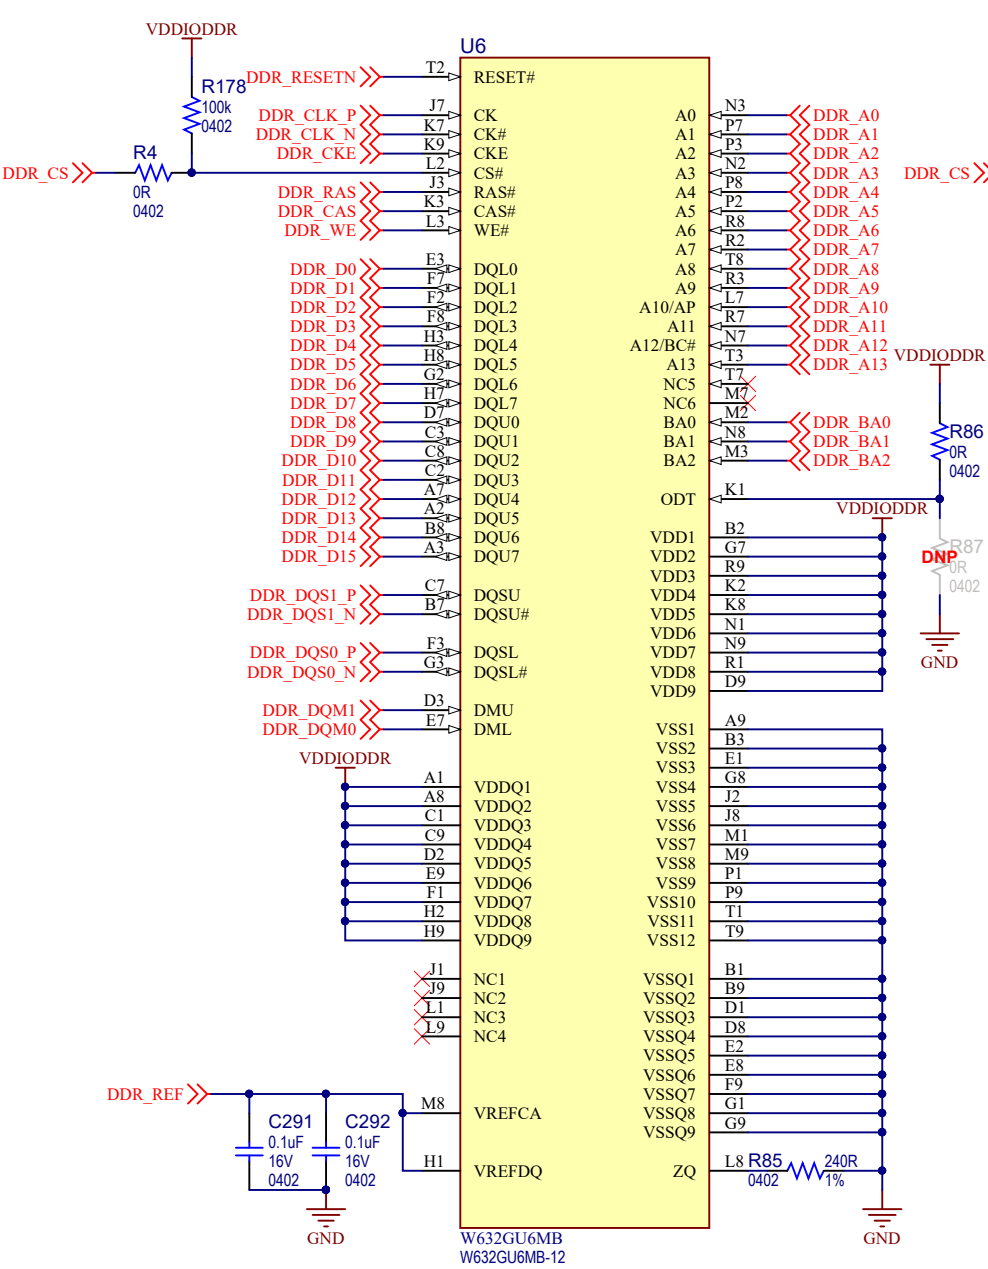 VDDIODDR
R178
100k
0402
DDR_CS
R4
0R
0402
U6
DDR_RESETN T2 RESET#
DDR_CLK_P J7 CK
DDR_CLK_N K7 CK#
DDR_CKE K9 CKE
L2 CS#
DDR_RAS J3 RAS#
DDR_CAS K3 CAS#
DDR_WE L3 WE#
DDR_D0 E3 DQL0
DDR_D1 F7 DQL1
DDR_D2 F2 DQL2
DDR_D3 F8 DQL3
DDR_D4 H3 DQL4
DDR_D5 H8 DQL5
DDR_D6 G2 DQL6
DDR_D7 H7 DQL7
DDR_D8 D7 DQU0
DDR_D9 C3 DQU1
DDR_D10 C8 DQU2
DDR_D11 C2 DQU3
DDR_D12 A7 DQU4
DDR_D13 A2 DQU5
DDR_D14 B8 DQU6
DDR_D15 A3 DQU7
DDR_DQS1_P C7 DQSU
DDR_DQS1_N B7 DQSU#
DDR_DQS0_P F3 DQSL
DDR_DQS0_N G3 DQSL#
DDR_DQM1 D3 DMU
DDR_DQM0 E7 DML
VDDIODDR
A1 VDDQ1
A8 VDDQ2
C1 VDDQ3
C9 VDDQ4
D2 VDDQ5
E9 VDDQ6
F1 VDDQ7
H2 VDDQ8
H9 VDDQ9
J1 NC1
J9 NC2
L1 NC3
L9 NC4
DDR_REF
M8 VREFCA
H1 VREFDQ
C291
0.1uF
16V
0402
C292
0.1uF
16V
0402
GND
A0 N3 DDR_A0
A1 P7 DDR_A1
A2 P3 DDR_A2
A3 N2 DDR_A3
A4 P8 DDR_A4
A5 P2 DDR_A5
A6 R8 DDR_A6
A7 R2 DDR_A7
A8 T8 DDR_A8
A9 R3 DDR_A9
A10/AP L7 DDR_A10
A11 R7 DDR_A11
A12/BC# N7 DDR_A12
A13 T3 DDR_A13
NC5 T7
NC6 M7
BA0 M2 DDR_BA0
BA1 N8 DDR_BA1
BA2 M3 DDR_BA2
ODT K1
DDR_CS
VDDIODDR
R86
0R
0402
R87
DNP
0R
0402
GND
VDDIODDR
VDD1 B2
VDD2 G7
VDD3 R9
VDD4 K2
VDD5 K8
VDD6 N1
VDD7 N9
VDD8 R1
VDD9 D9
VSS1 A9
VSS2 B3
VSS3 E1
VSS4 G8
VSS5 J2
VSS6 J8
VSS7 M1
VSS8 M9
VSS9 P1
VSS10 P9
VSS11 T1
VSS12 T9
VSSQ1 B1
VSSQ2 B9
VSSQ3 D1
VSSQ4 D8
VSSQ5 E2
VSSQ6 E8
VSSQ7 F9
VSSQ8 G1
VSSQ9 G9
ZQ L8 R85 240R
0402 1%
GND
W632GU6MB
W632GU6MB-12